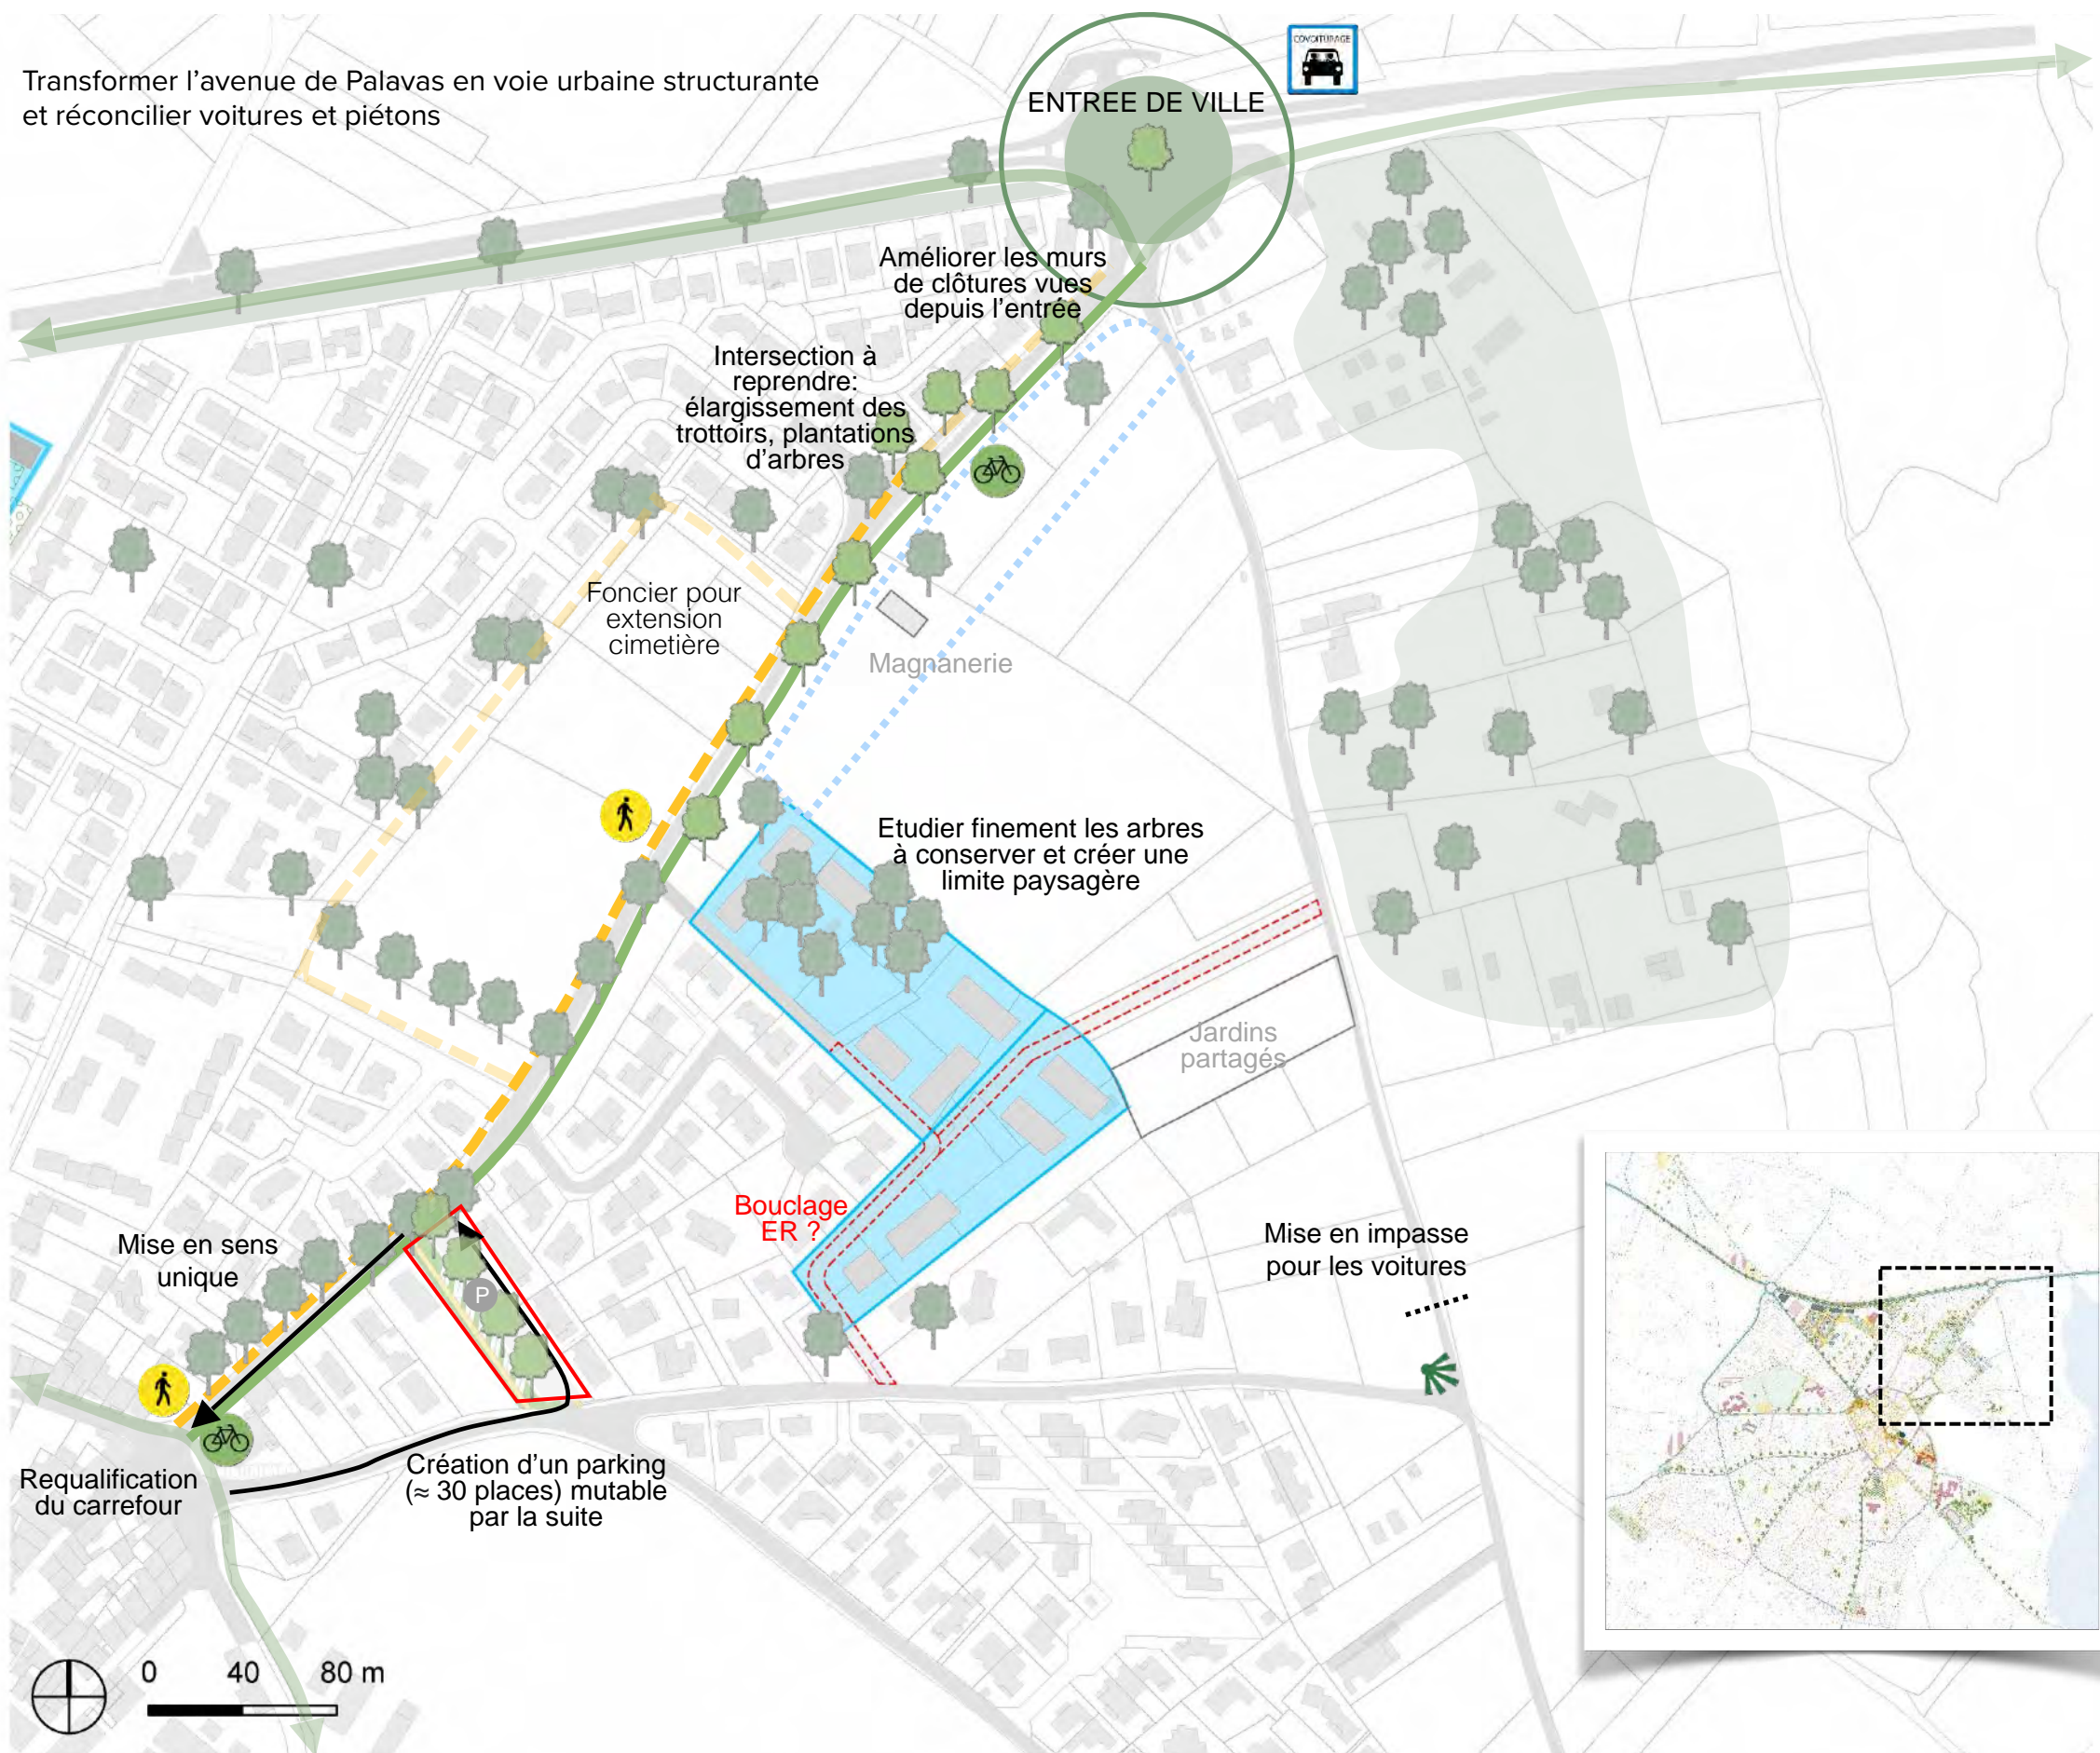 Transformer l'avenue de Palavas en voie urbaine structurante
et réconcilier voitures et piétons
COVOITURAGE
ENTREE DE VILLE
Améliorer les murs
de clôtures vues
depuis l'entrée
Intersection à
reprendre:
élargissement des
trottoirs, plantations
d'arbres
Foncier pour
extension
cimetière
Magnanerie
Etudier finement les arbres
à conserver et créer une
limite paysagère
Jardins
partagés
Bouclage
ER ?
Mise en impasse
pour les voitures
Mise en sens
unique
P
Création d'un parking
(≈ 30 places) mutable
par la suite
Requalification
du carrefour
0 40 80 m